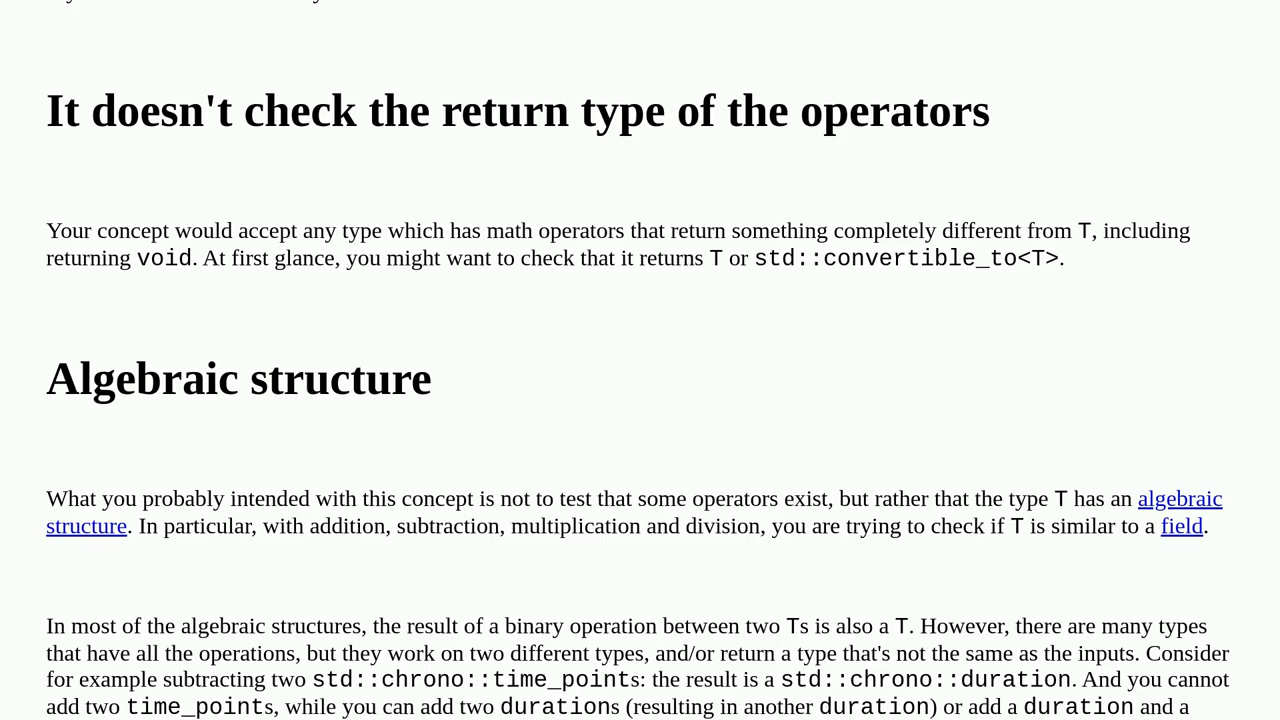 It doesn't check the return type of the operators
Your concept would accept any type which has math operators that return something completely different from T, including
returning void. At first glance, you might want to check that it returns T or std::convertible_to<T>.
Algebraic structure
What you probably intended with this concept is not to test that some operators exist, but rather that the type T has an algebraic
structure. In particular, with addition, subtraction, multiplication and division, you are trying to check if T is similar to a field.
In most of the algebraic structures, the result of a binary operation between two Ts is also a T. However, there are many types
that have all the operations, but they work on two different types, and/or return a type that's not the same as the inputs. Consider
for example subtracting two std::chrono::time_points: the result is a std::chrono::duration. And you cannot
add two time_points, while you can add two durations (resulting in another duration) or add a duration and a